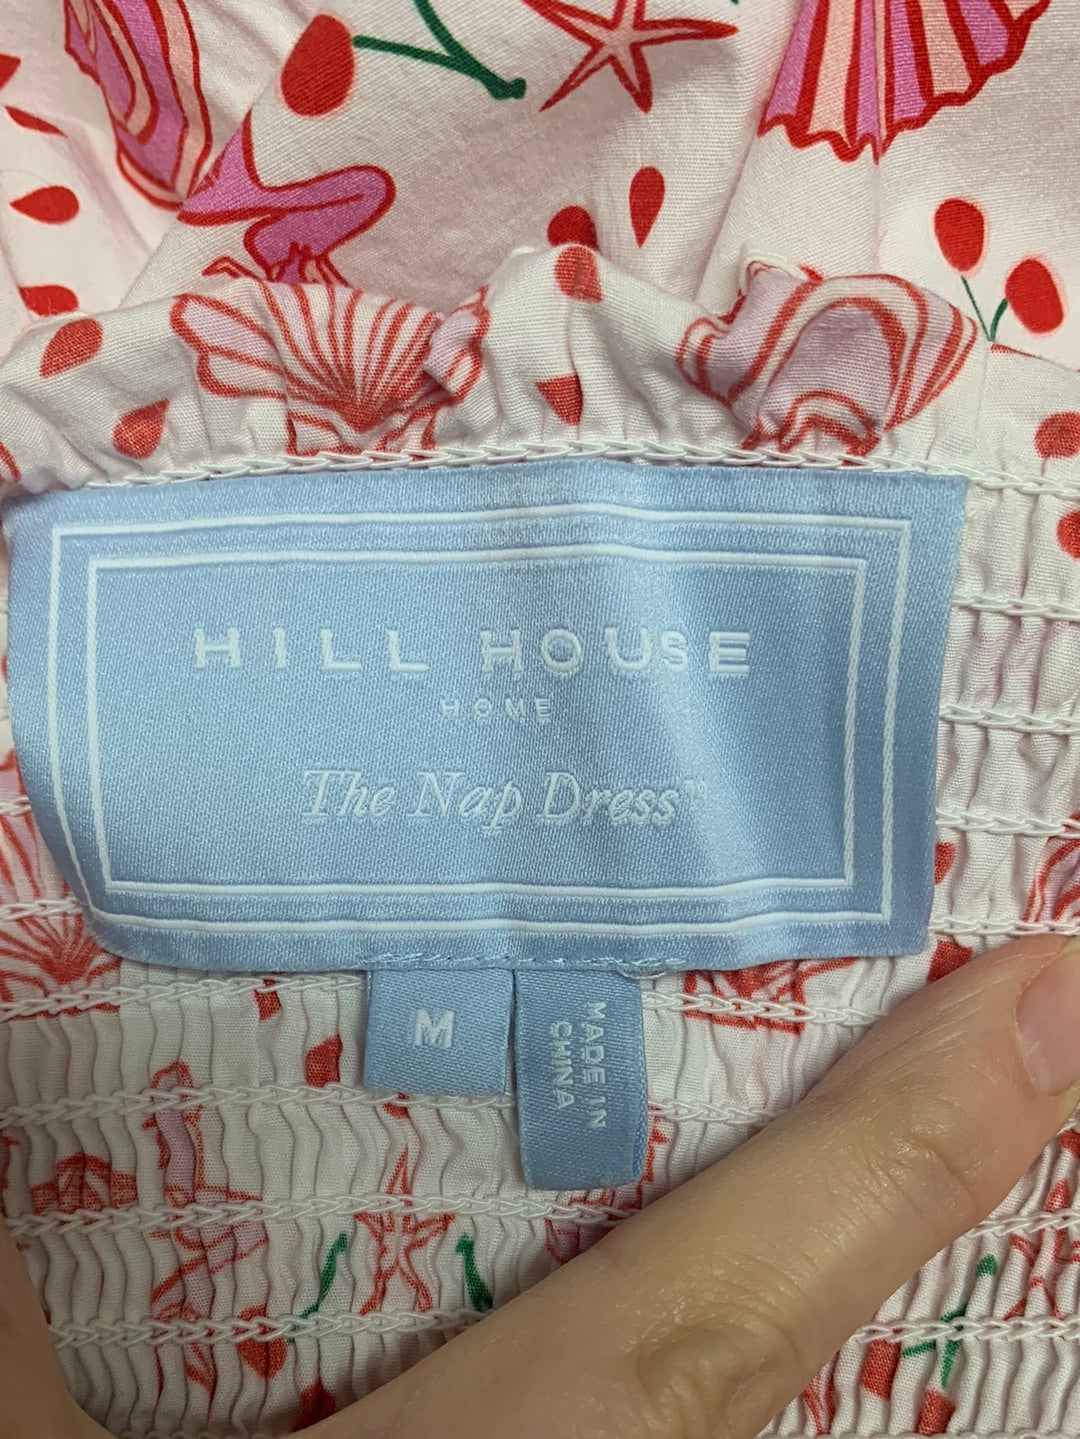 HILL HOUSE
HOME
The Nap Dress™
M
MADE IN
CHINA